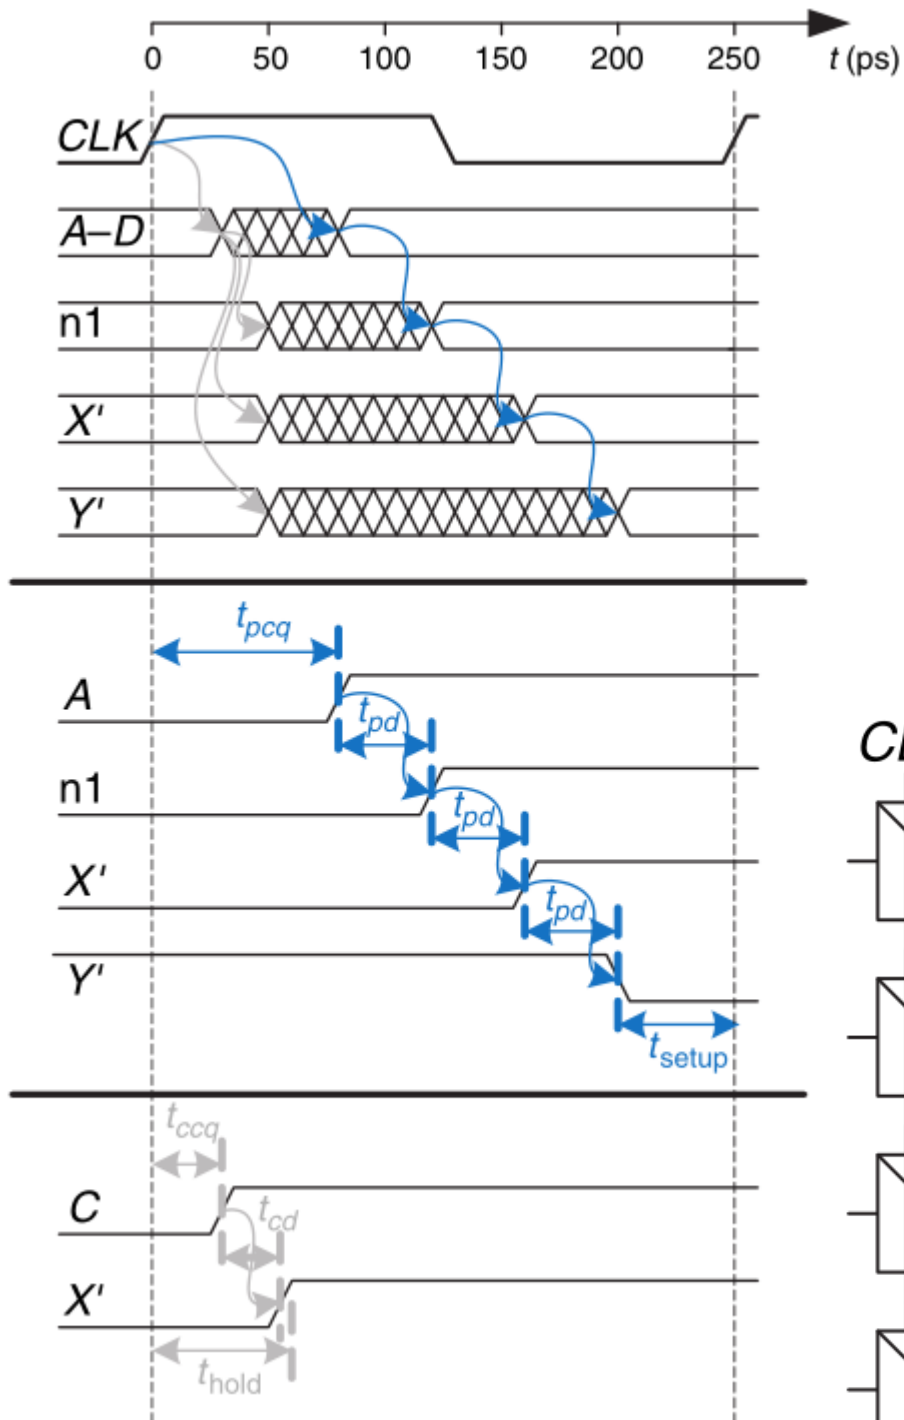 0 50 100 150 200 250 t (ps)
CLK
A–D
n1
X'
Y'
tpcq
A
tpd
n1
tpd
X'
tpd
Y'
tsetup
tccq
C
tcd
X'
thold